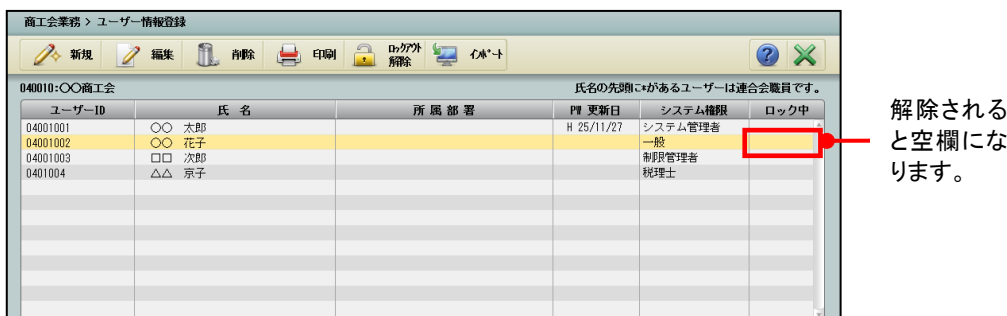 商工会業務 > ユーザー情報登録
新規 編集 削除 印刷 ロックアウト解除 インポート
040010:〇〇商工会 氏名の先頭に*があるユーザーは連合会職員です。
ユーザーID 氏 名 所 属 部 署 PW 更新日 システム権限 ロック中
04001001 〇〇 太郎 H 25/11/27 システム管理者
04001002 〇〇 花子 一般
04001003 □□ 次郎 制限管理者
0401004 △△ 京子 税理士
解除される
と空欄にな
ります。